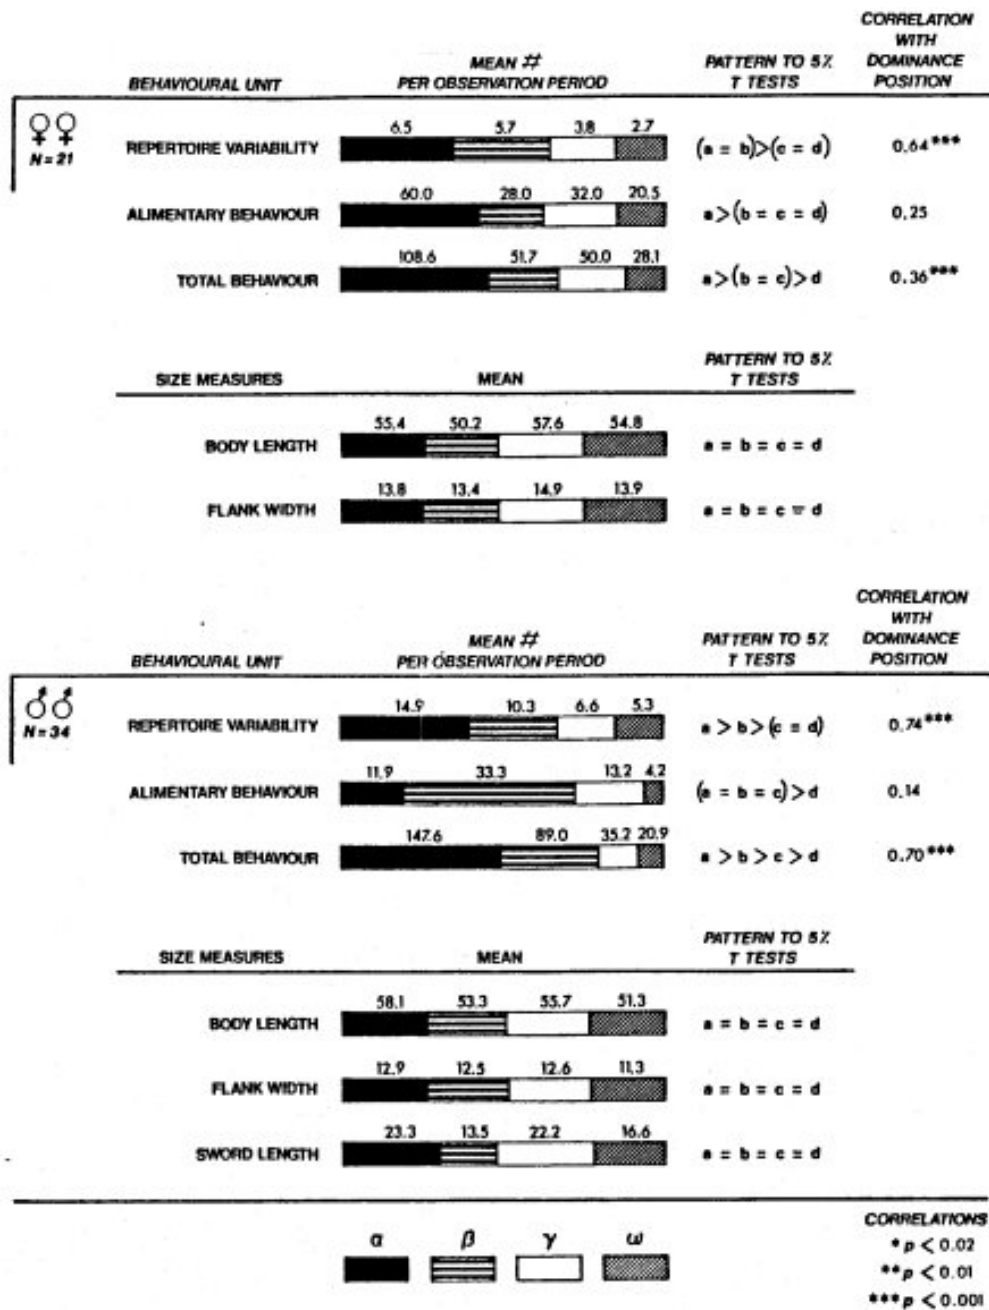 CORRELATION
WITH
DOMINANCE
POSITION
MEAN #
PER OBSERVATION PERIOD
PATTERN TO 5%
T TESTS
BEHAVIOURAL UNIT
♀♀
N = 21
6.5 5.7 3.8 2.7
REPERTOIRE VARIABILITY (a = b)>(c = d) 0.64***
60.0 28.0 32.0 20.5
ALIMENTARY BEHAVIOUR a>(b = c = d) 0.25
108.6 51.7 50.0 28.1
TOTAL BEHAVIOUR a>(b = c)>d 0.36***
PATTERN TO 5%
T TESTS
SIZE MEASURES MEAN
55.4 50.2 57.6 54.8
BODY LENGTH a = b = c = d
13.8 13.4 14.9 13.9
FLANK WIDTH a = b = c = d
CORRELATION
WITH
DOMINANCE
POSITION
MEAN #
PER OBSERVATION PERIOD
PATTERN TO 5%
T TESTS
BEHAVIOURAL UNIT
♂♂
N = 34
14.9 10.3 6.6 5.3
REPERTOIRE VARIABILITY a > b > (c = d) 0.74***
11.9 33.3 13.2 4.2
ALIMENTARY BEHAVIOUR (a = b = c) > d 0.14
147.6 89.0 35.2 20.9
TOTAL BEHAVIOUR a > b > c > d 0.70***
PATTERN TO 5%
T TESTS
SIZE MEASURES MEAN
58.1 53.3 55.7 51.3
BODY LENGTH a = b = c = d
12.9 12.5 12.6 11.3
FLANK WIDTH a = b = c = d
23.3 13.5 22.2 16.6
SWORD LENGTH a = b = c = d
α β γ ω
CORRELATIONS
* p < 0.02
** p < 0.01
*** p < 0.001